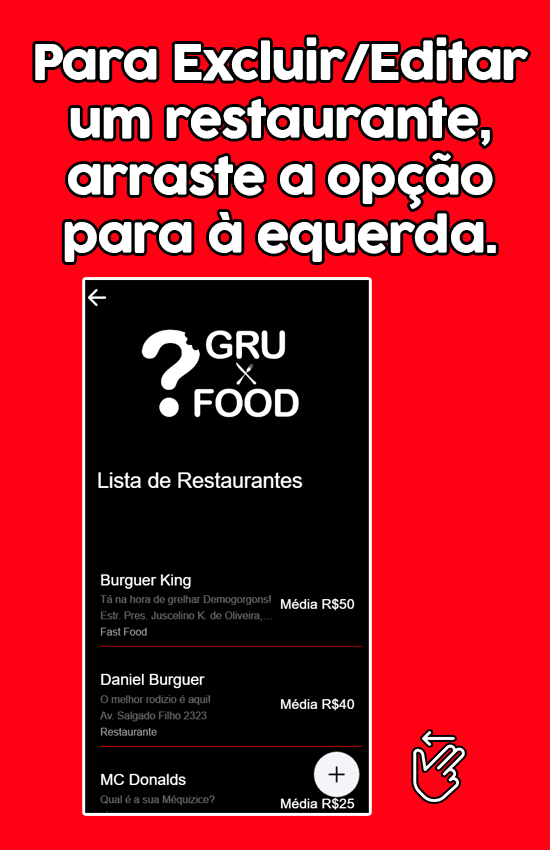 Para Excluir/Editar
um restaurante,
arraste a opção
para à equerda.
GRU
FOOD
Lista de Restaurantes
Burguer King
Tá na hora de grelhar Demogorgons!
Estr. Pres. Juscelino K. de Oliveira,...
Fast Food
Média R$50
Daniel Burguer
O melhor rodizio é aqui!
Av. Salgado Filho 2323
Restaurante
Média R$40
MC Donalds
Qual é a sua Méquizice?
Média R$25